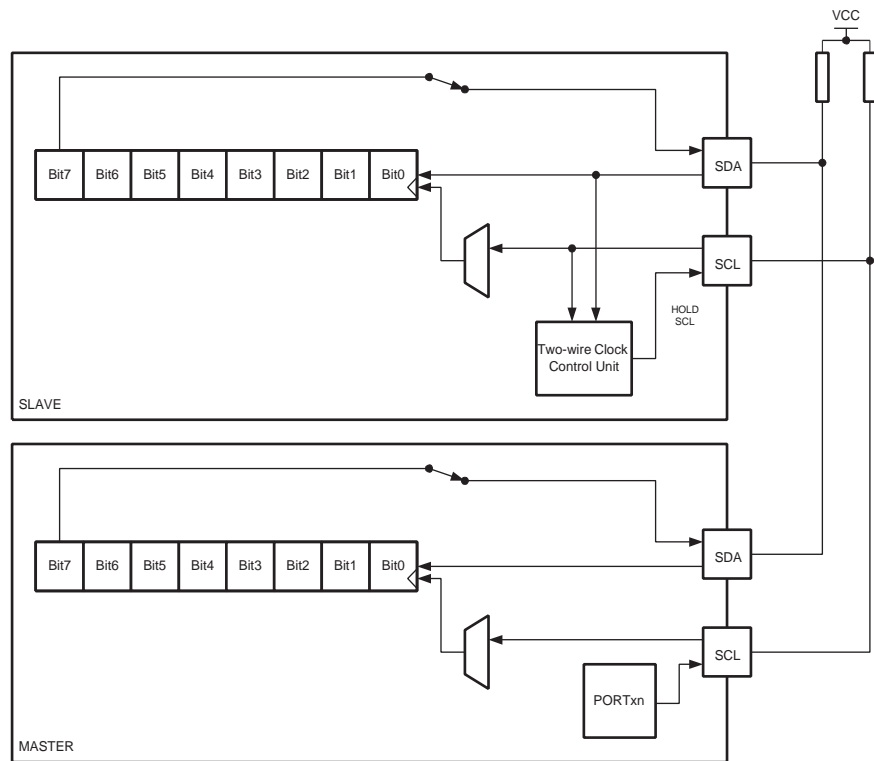 VCC
Bit7 Bit6 Bit5 Bit4 Bit3 Bit2 Bit1 Bit0
SDA
SCL
HOLD
SCL
Two-wire Clock
Control Unit
SLAVE
Bit7 Bit6 Bit5 Bit4 Bit3 Bit2 Bit1 Bit0
SDA
SCL
PORTxn
MASTER